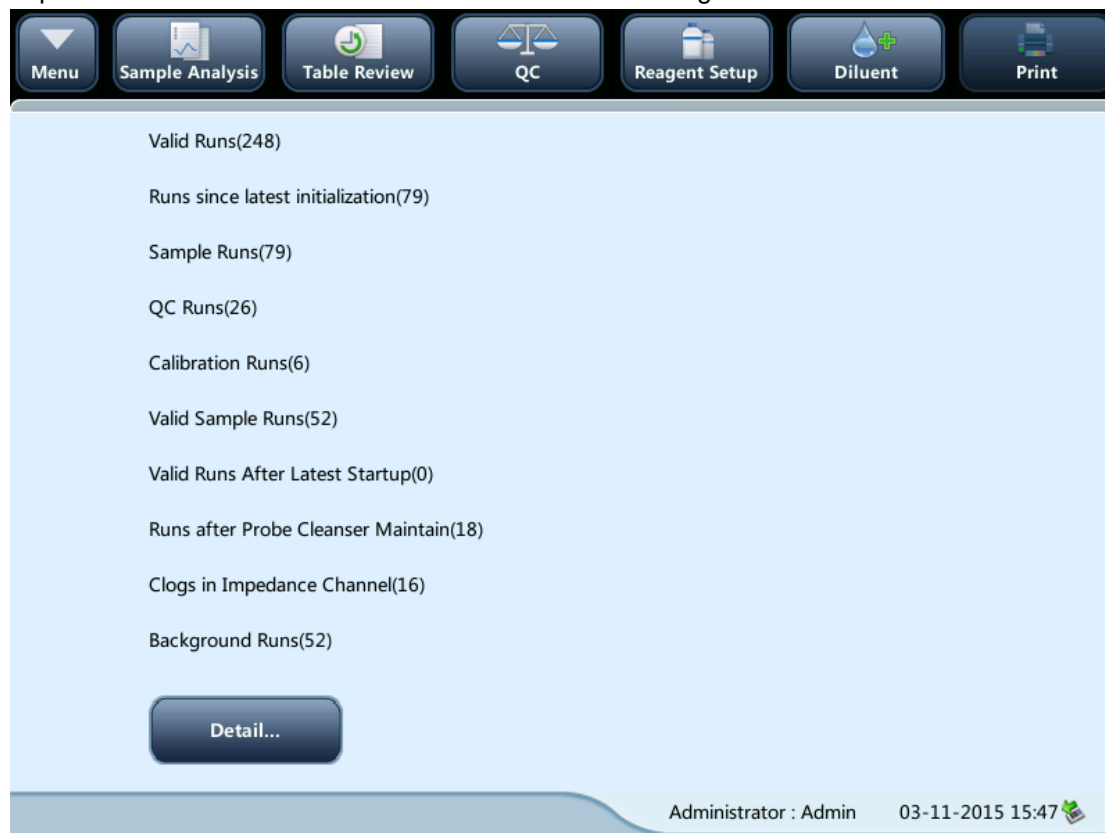 Menu
Sample Analysis
Table Review
QC
Reagent Setup
Diluent
Print
Valid Runs(248)
Runs since latest initialization(79)
Sample Runs(79)
QC Runs(26)
Calibration Runs(6)
Valid Sample Runs(52)
Valid Runs After Latest Startup(0)
Runs after Probe Cleanser Maintain(18)
Clogs in Impedance Channel(16)
Background Runs(52)
Detail...
Administrator : Admin 03-11-2015 15:47